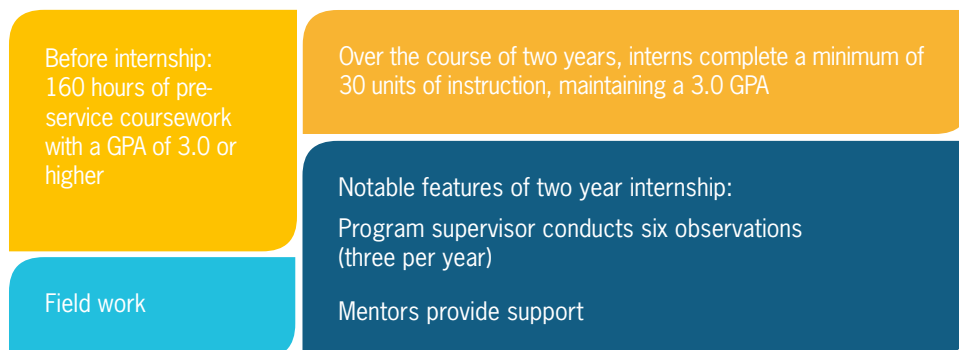 Before internship:
160 hours of pre-
service coursework
with a GPA of 3.0 or
higher
Field work
Over the course of two years, interns complete a minimum of
30 units of instruction, maintaining a 3.0 GPA
Notable features of two year internship:
Program supervisor conducts six observations
(three per year)
Mentors provide support